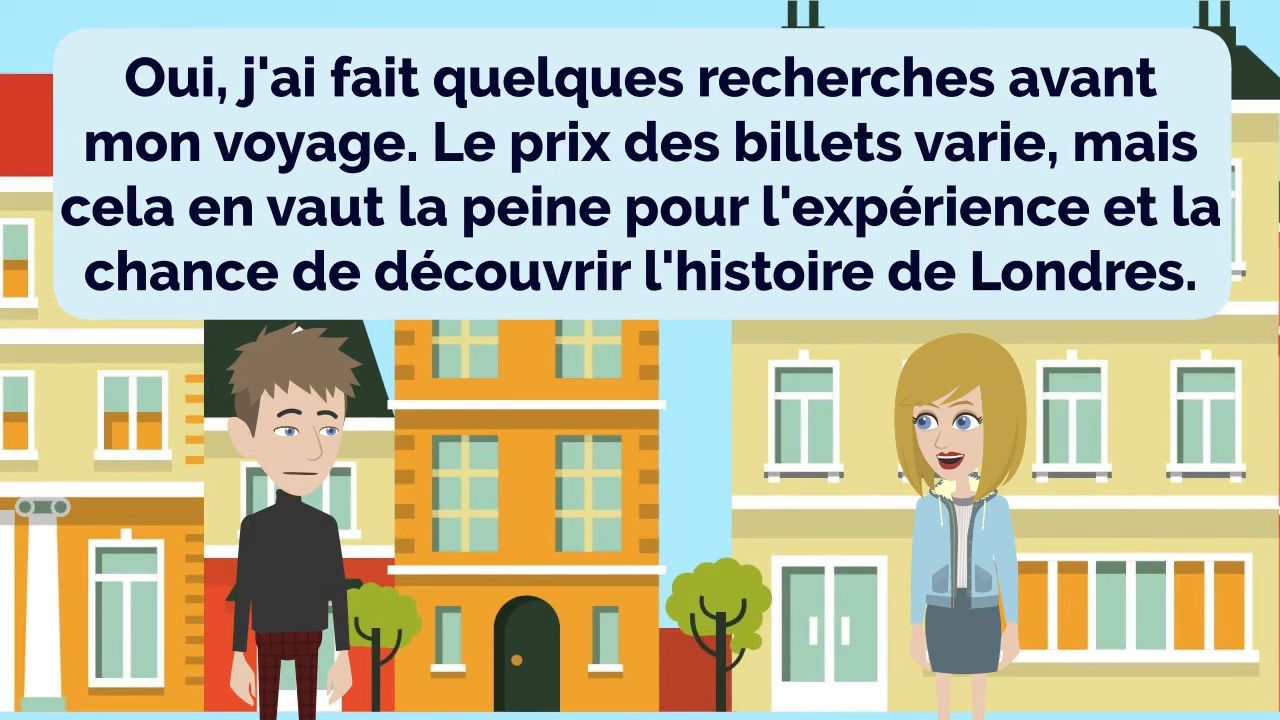 Oui, j'ai fait quelques recherches avant
mon voyage. Le prix des billets varie, mais
cela en vaut la peine pour l'expérience et la
chance de découvrir l'histoire de Londres.